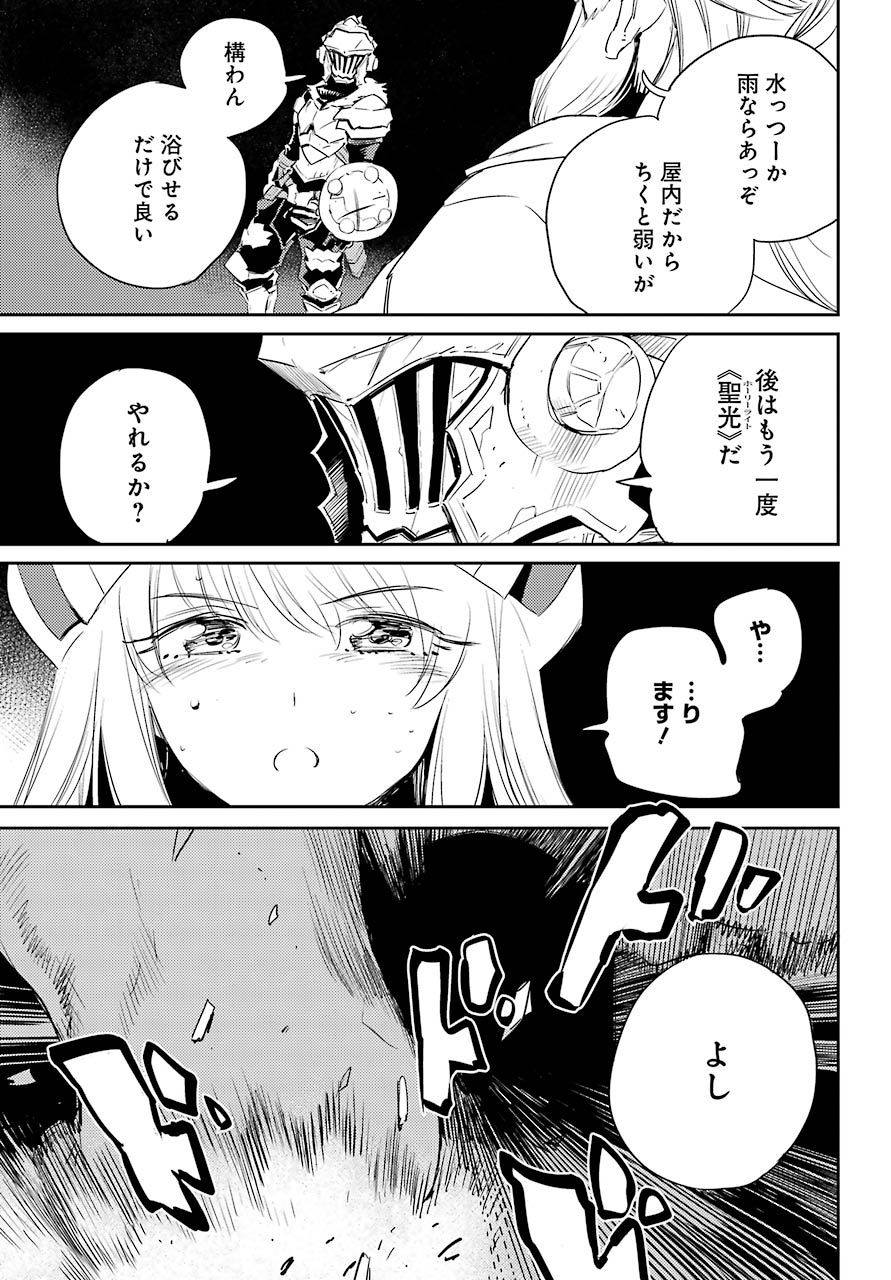 水っつーか
雨ならあっぞ
屋内だから
ちくと弱いが
構わん
浴びせる
だけで良い
後はもう一度
《聖光》だ
ホーリーライト
やれるか？
や…
…り
ます！
よし
ドドドドド